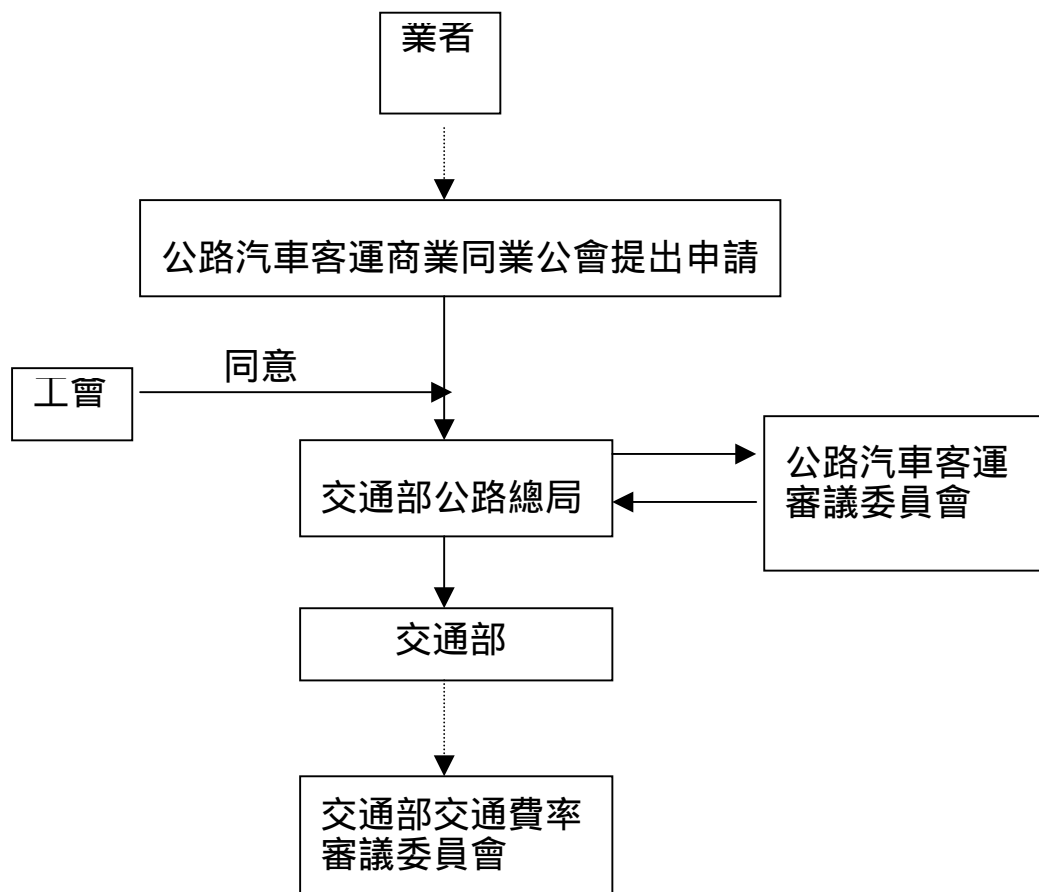 業者
公路汽車客運商業同業公會提出申請
同意
工會
公路汽車客運
審議委員會
交通部公路總局
交通部
交通部交通費率
審議委員會